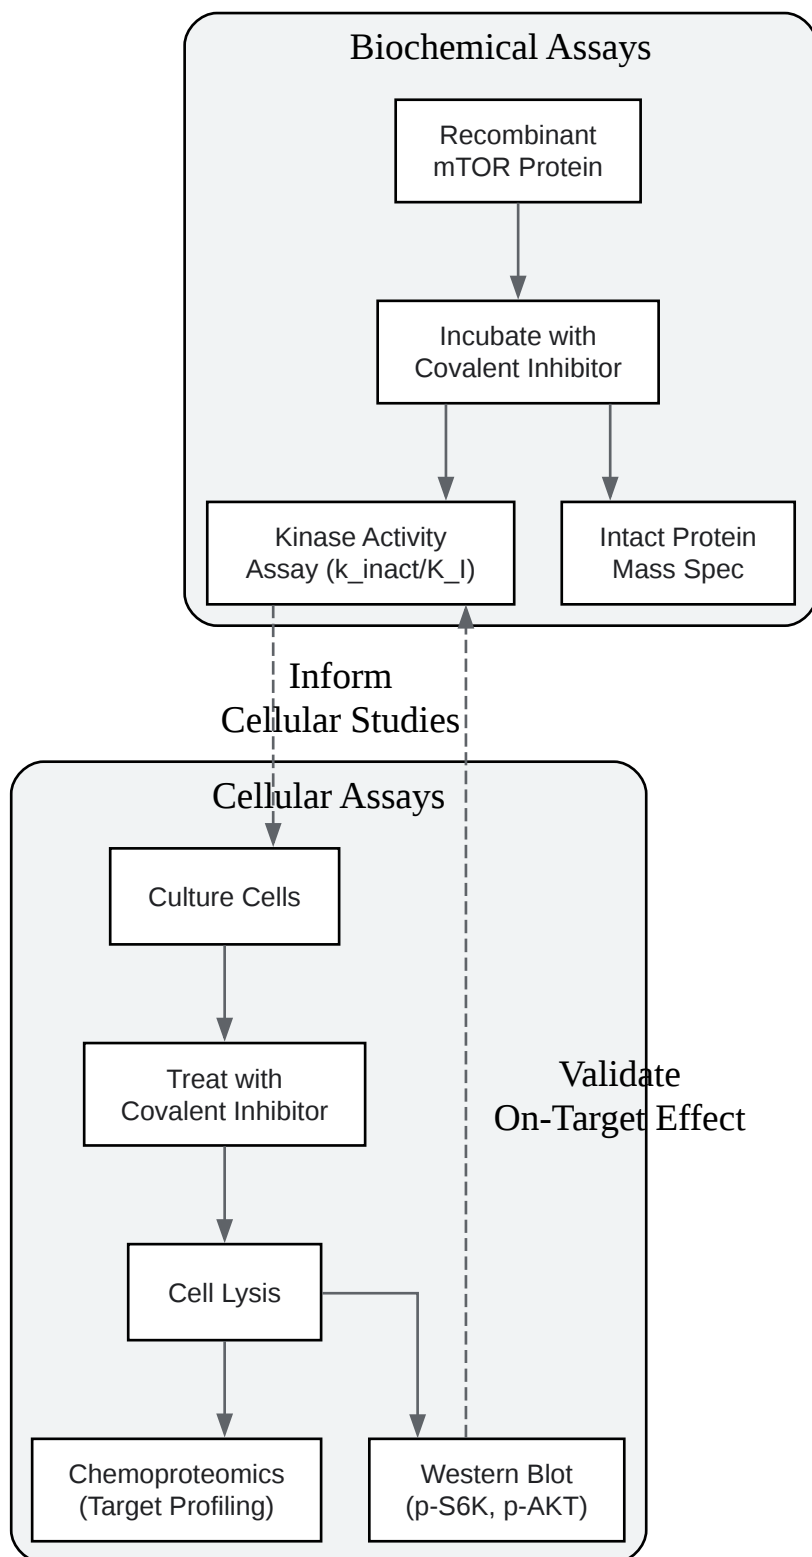 Biochemical Assays
Recombinant
mTOR Protein
Incubate with
Covalent Inhibitor
Kinase Activity
Assay (k_inact/K_I)
Intact Protein
Mass Spec
Inform
Cellular Studies
Cellular Assays
Culture Cells
Treat with
Covalent Inhibitor
Validate
On-Target Effect
Cell Lysis
Chemoproteomics
(Target Profiling)
Western Blot
(p-S6K, p-AKT)